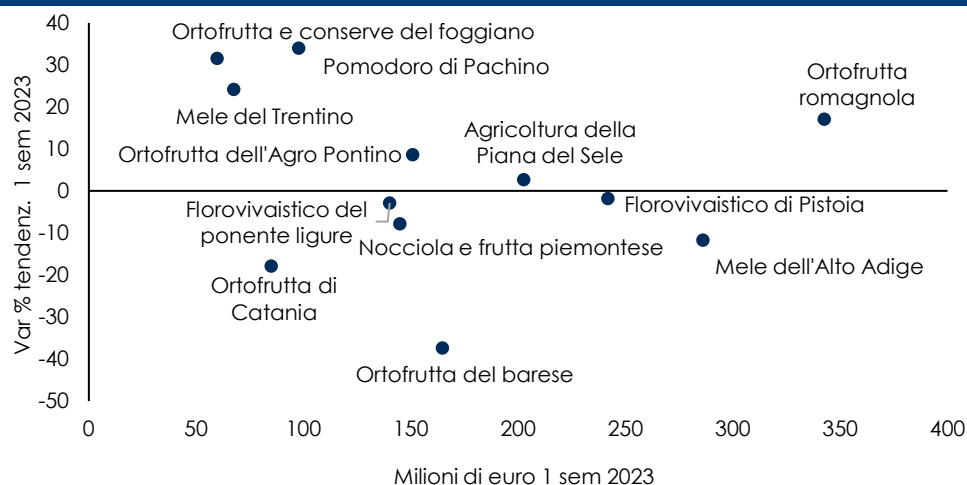 40
30
20
10
0
-10
-20
-30
-40
-50
Var % tendenz. 1 sem 2023
Ortofrutta e conserve del foggiano
Pomodoro di Pachino
Mele del Trentino
Ortofrutta
romagnola
Agricoltura della
Piana del Sele
Ortofrutta dell'Agro Pontino
Florovivaistico del
ponente ligure
Florovivaistico di Pistoia
Nocciola e frutta piemontese
Mele dell'Alto Adige
Ortofrutta di
Catania
Ortofrutta del barese
0 50 100 150 200 250 300 350 400
Milioni di euro 1 sem 2023